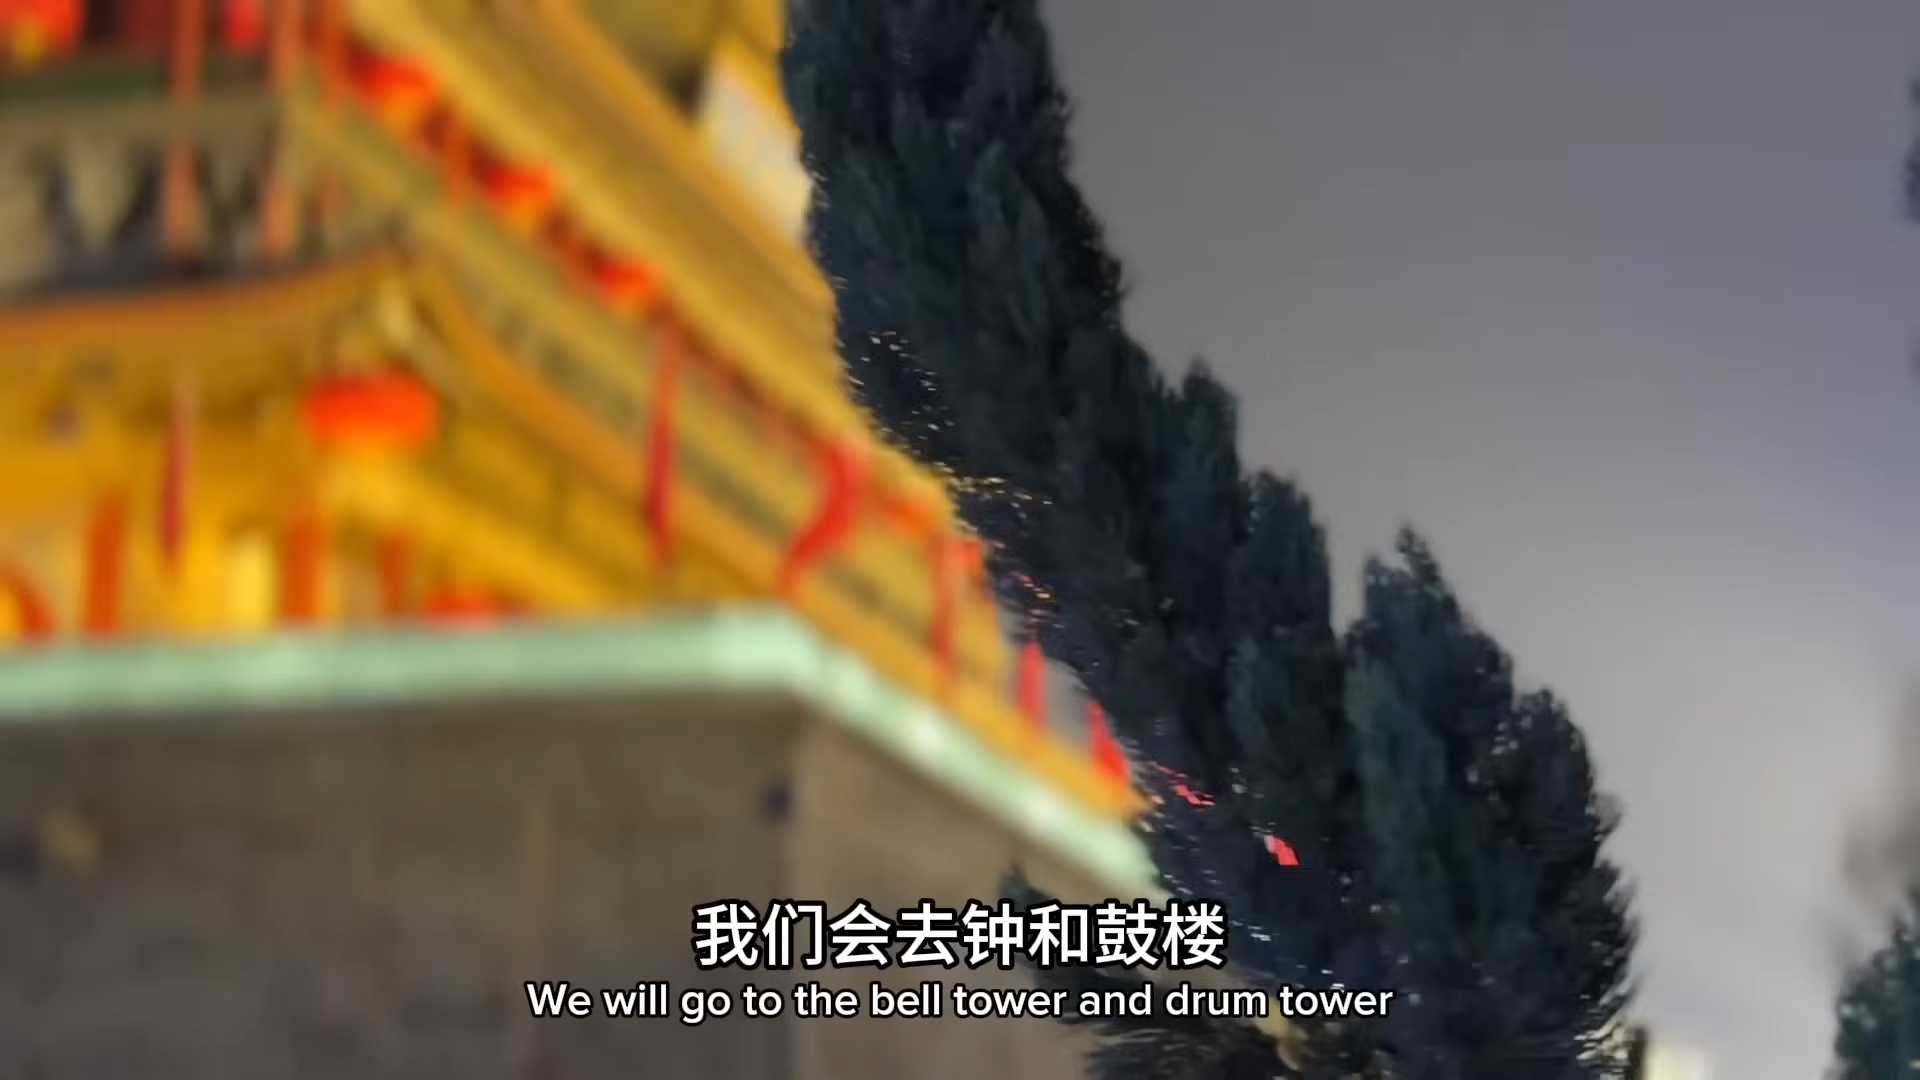 我们会去钟和鼓楼
We will go to the bell tower and drum tower